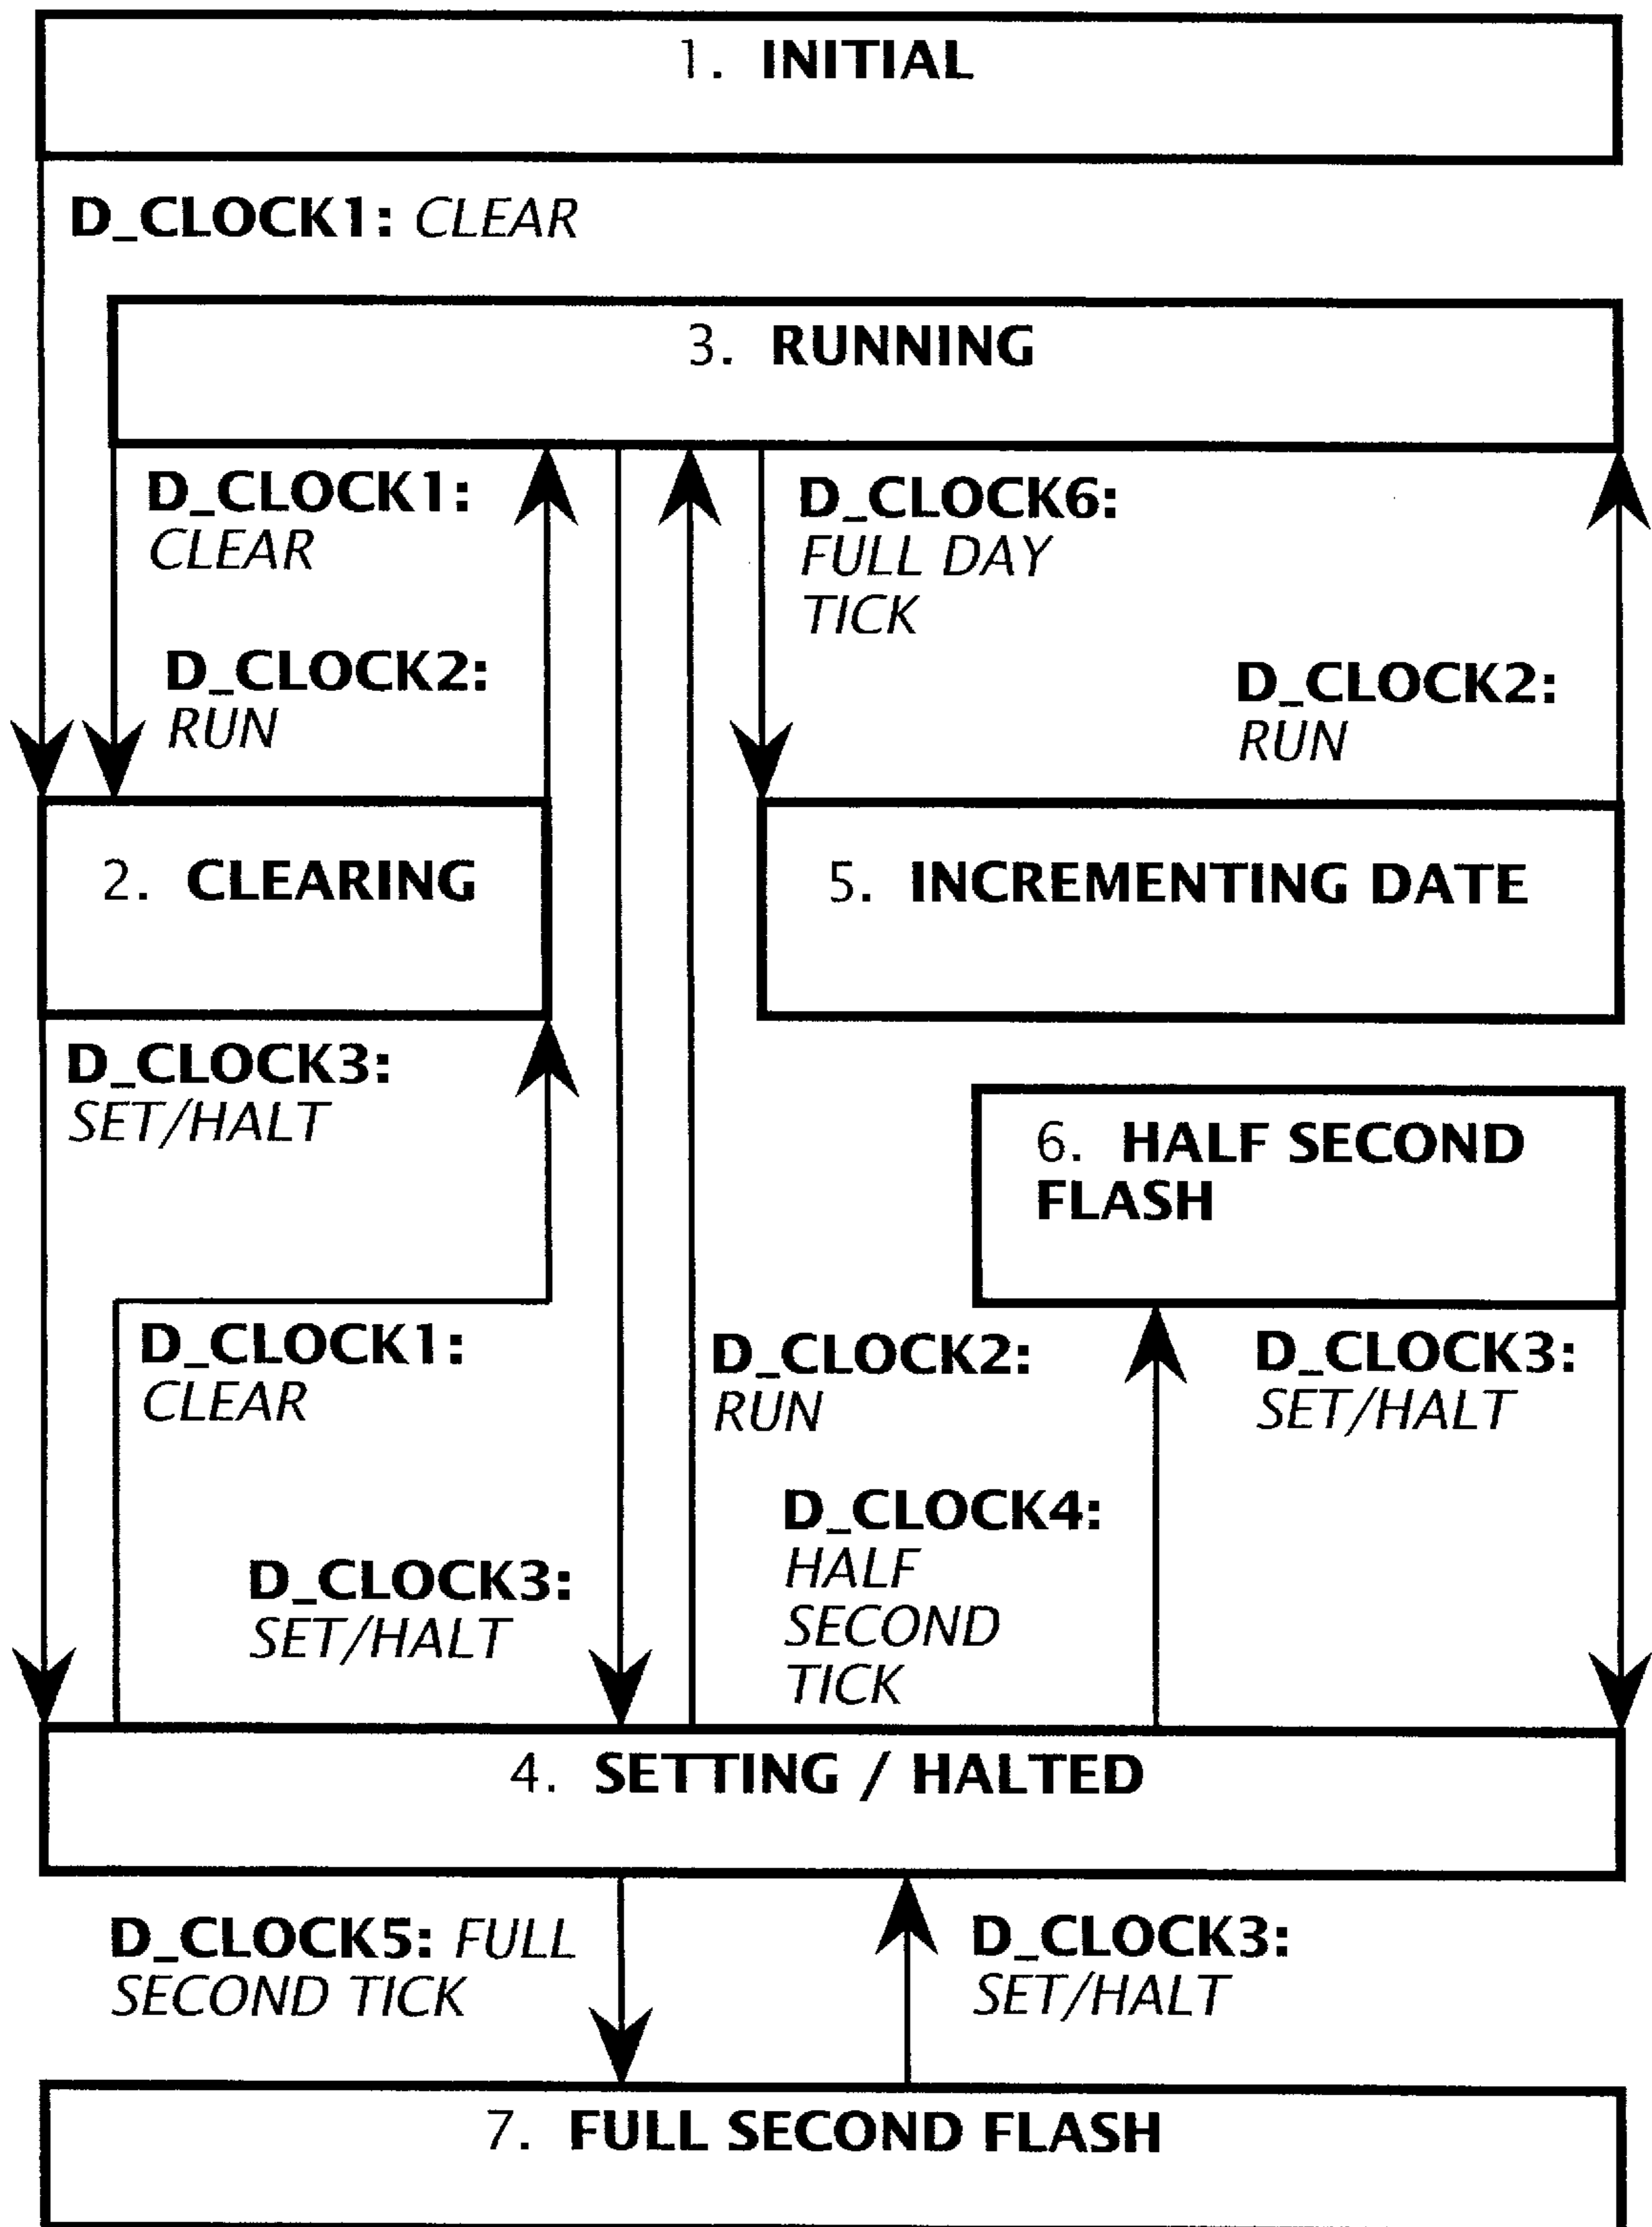 1. INITIAL
D_CLOCK1: CLEAR
3. RUNNING
D_CLOCK1:
CLEAR
D_CLOCK2:
RUN
D_CLOCK6:
FULL DAY
TICK
D_CLOCK2:
RUN
2. CLEARING
5. INCREMENTING DATE
D_CLOCK3:
SET/HALT
6. HALF SECOND
FLASH
D_CLOCK1:
CLEAR
D_CLOCK2:
RUN
D_CLOCK3:
SET/HALT
D_CLOCK3:
SET/HALT
D_CLOCK4:
HALF
SECOND
TICK
4. SETTING / HALTED
D_CLOCK5: FULL
SECOND TICK
D_CLOCK3:
SET/HALT
7. FULL SECOND FLASH